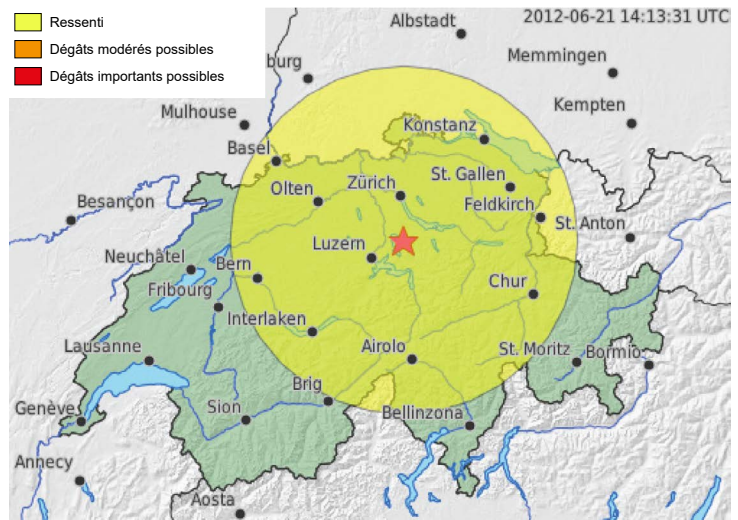 Ressenti
Dégâts modérés possibles
Dégâts importants possibles
2012-06-21 14:13:31 UTC
Albstadt
burg
Memmingen
Kempten
Mulhouse
Konstanz
Basel
Zürich
St. Gallen
Olten
Besançon
Feldkirch
St. Anton
Luzern
Neuchâtel
Bern
Chur
Fribourg
Interlaken
Lausanne
Airolo
St. Moritz
Bormio
Brig
Genève
Sion
Bellinzona
Annecy
Aosta